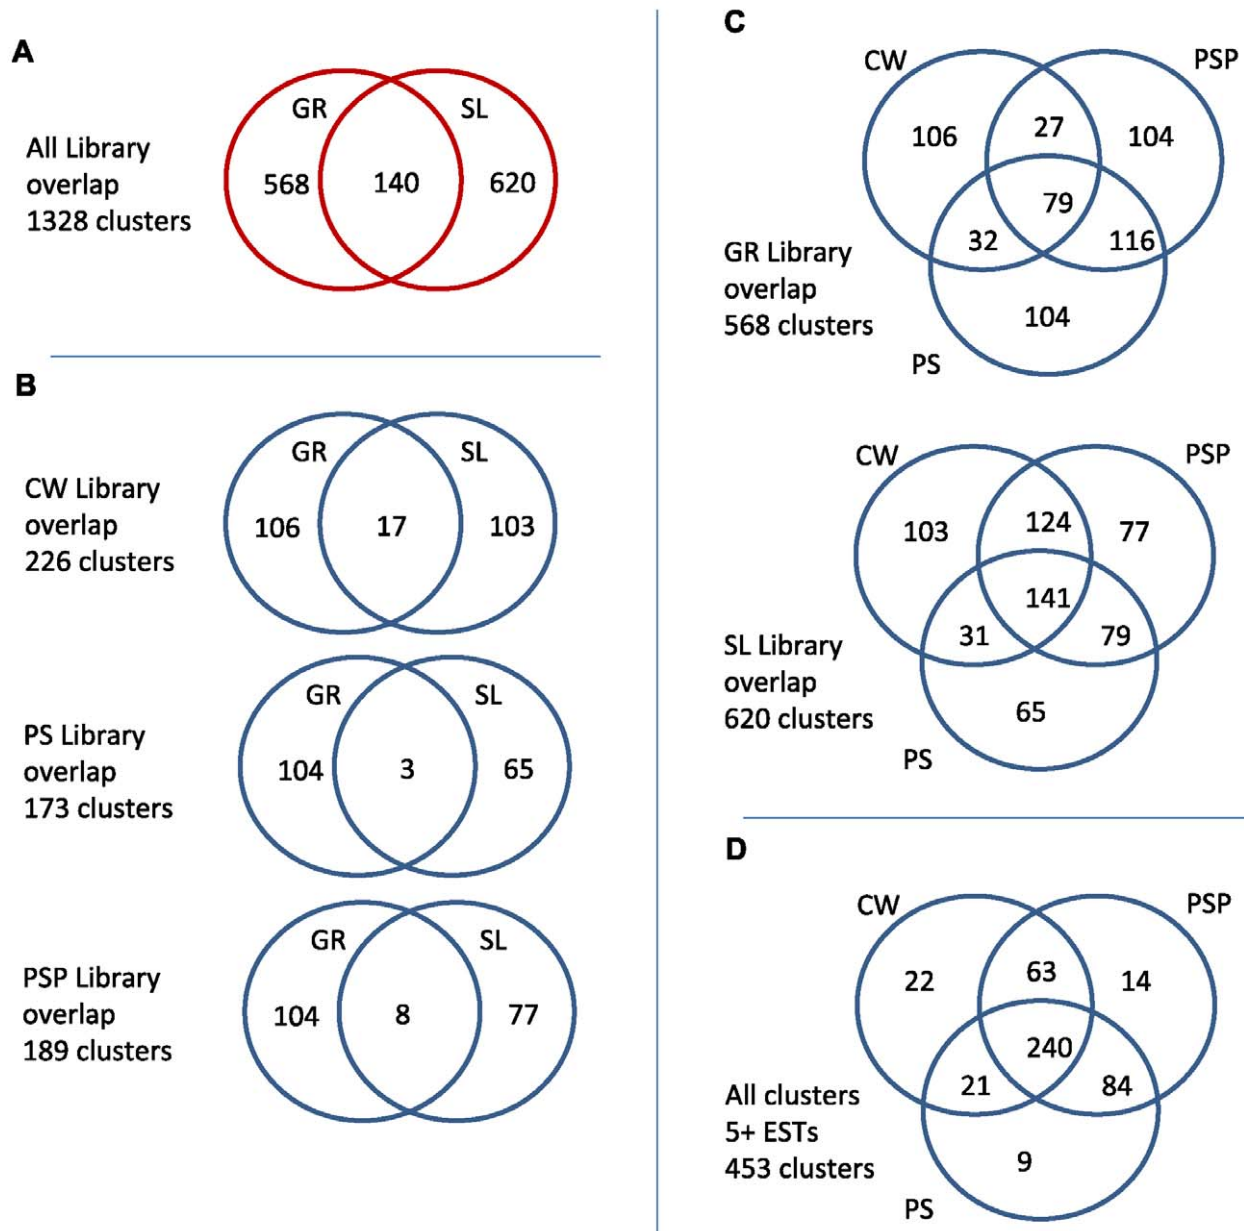 A
GR
SL
All Library
overlap
1328 clusters
568
140
620
B
GR
SL
CW Library
overlap
226 clusters
106
17
103
GR
SL
PS Library
overlap
173 clusters
104
3
65
GR
SL
PSP Library
overlap
189 clusters
104
8
77
C
CW
PSP
106
27
104
79
32
116
GR Library
overlap
568 clusters
104
PS
CW
PSP
103
124
77
141
31
79
SL Library
overlap
620 clusters
65
PS
D
CW
PSP
22
63
14
240
21
84
All clusters
5+ ESTs
453 clusters
9
PS